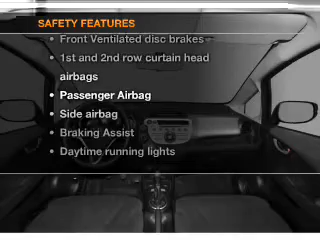 SAFETY FEATURES
• Front Ventilated disc brakes
• 1st and 2nd row curtain head
airbags
• Passenger Airbag
• Side airbag
• Braking Assist
• Daytime running lights